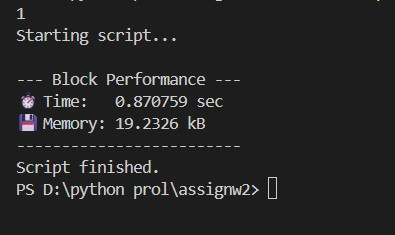 1
Starting script...
--- Block Performance ---
⏱ Time: 0.870759 sec
💾 Memory: 19.2326 kB
-------------------------
Script finished.
PS D:\python prol\assignw2>